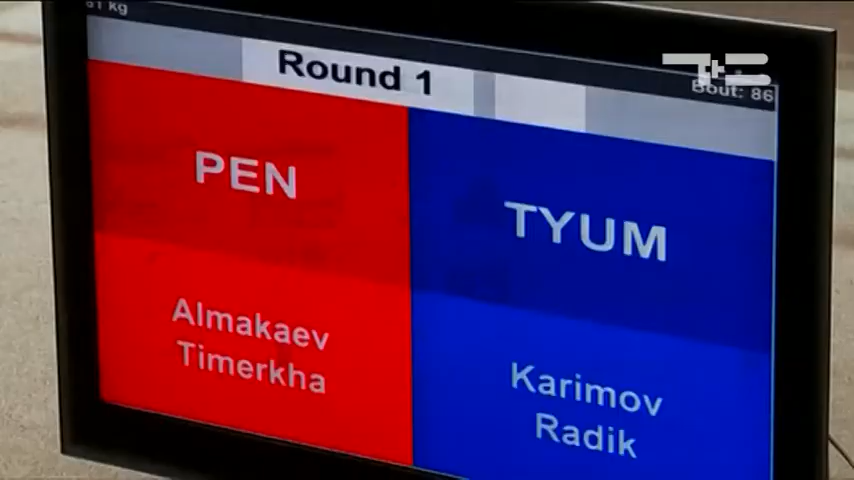 Round 1
Bout: 86
PEN
TYUM
Almakaev
Timerkha
Karimov
Radik